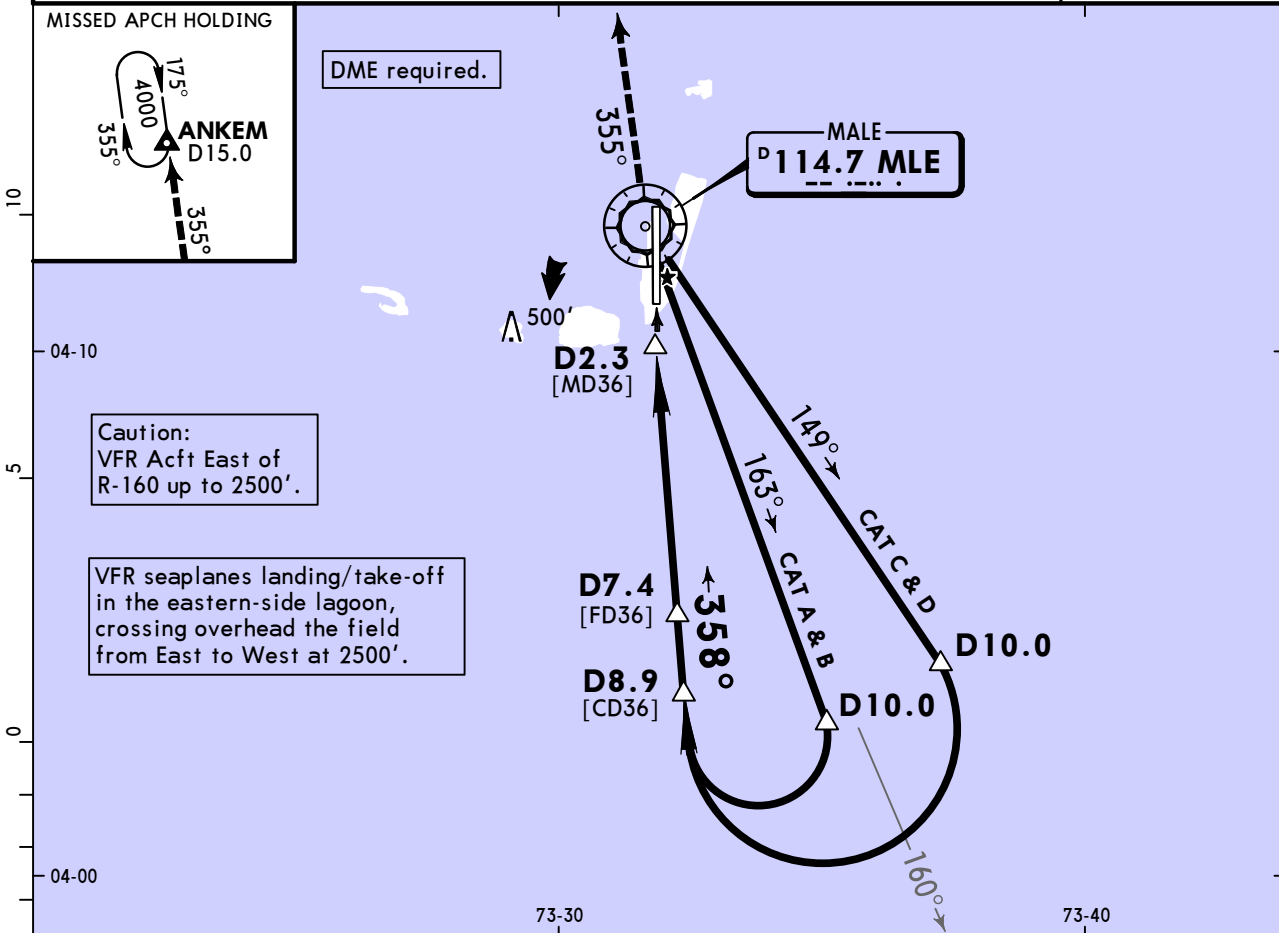 MISSED APCH HOLDING
175°
4000
355°
ANKEM
D15.0
355°
DME required.
355°
MALE
D 114.7 MLE
10
500'
04-10
D2.3
[MD36]
Caution:
VFR Acft East of
R-160 up to 2500'.
5
149°
163°
CAT C & D
CAT A & B
VFR seaplanes landing/take-off
in the eastern-side lagoon,
crossing overhead the field
from East to West at 2500'.
D7.4
[FD36]
358°
D10.0
D8.9
[CD36]
D10.0
0
160°
04-00
73-30
73-40